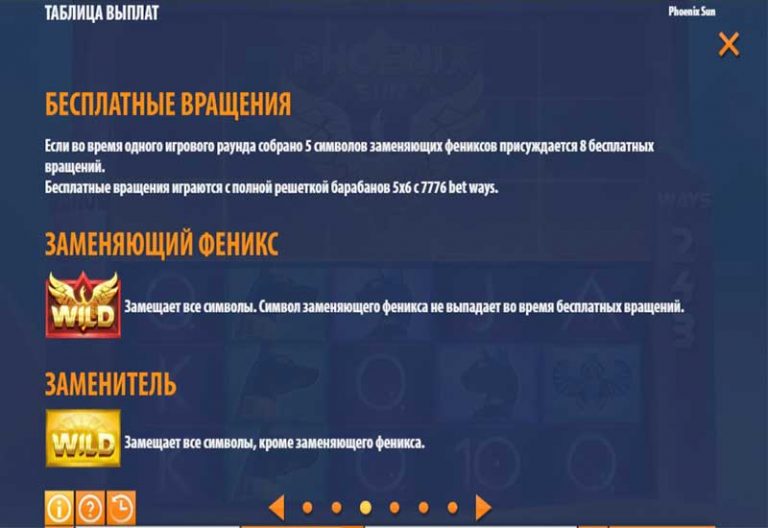 ТАБЛИЦА ВЫПЛАТ
Phoenix Sun
БЕСПЛАТНЫЕ ВРАЩЕНИЯ
Если во время одного игрового раунда собрано 5 символов заменяющих фениксов присуждается 8 бесплатных
вращений.
Бесплатные вращения играются с полной решеткой барабанов 5x6 с 7776 bet ways.
ЗАМЕНЯЮЩИЙ ФЕНИКС
WILD
Замещает все символы. Символ заменяющего феникса не выпадает во время бесплатных вращений.
ЗАМЕНИТЕЛЬ
WILD
Замещает все символы, кроме заменяющего феникса.